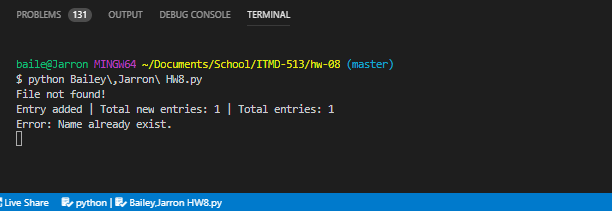 PROBLEMS 131 OUTPUT DEBUG CONSOLE TERMINAL
baile@Jarron MINGW64 ~/Documents/School/ITMD-513/hw-08 (master)
$ python Bailey\,Jarron\ HW8.py
File not found!
Entry added | Total new entries: 1 | Total entries: 1
Error: Name already exist.
Live Share python | Bailey,Jarron HW8.py